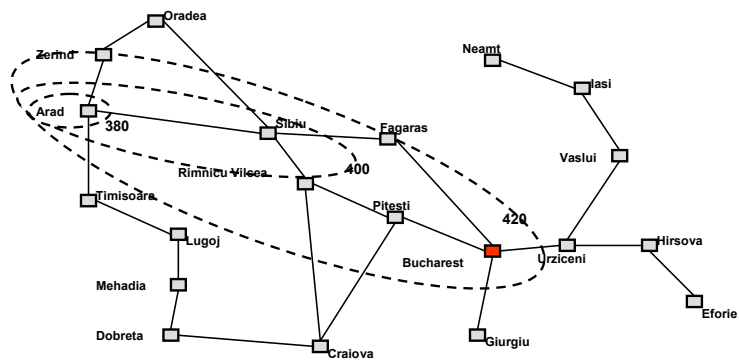 Oradea
Neamt
Zerind
Iasi
Arad
380
Sibiu
Fagaras
Vaslui
400
Rimnicu Vilcea
Timisoara
Pitesti
420
Lugoj
Hirsova
Bucharest
Urziceni
Mehadia
Eforie
Dobreta
Giurgiu
Craiova